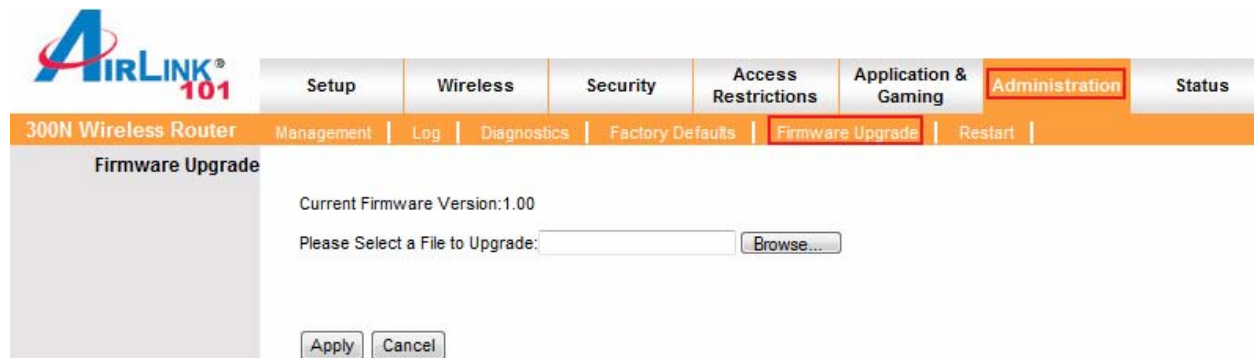 AIRLINK®
101
Setup Wireless Security Access Restrictions Application & Gaming Administration Status
300N Wireless Router Management | Log | Diagnostics | Factory Defaults | Firmware Upgrade | Restart |
Firmware Upgrade
Current Firmware Version:1.00
Please Select a File to Upgrade: Browse...
Apply Cancel